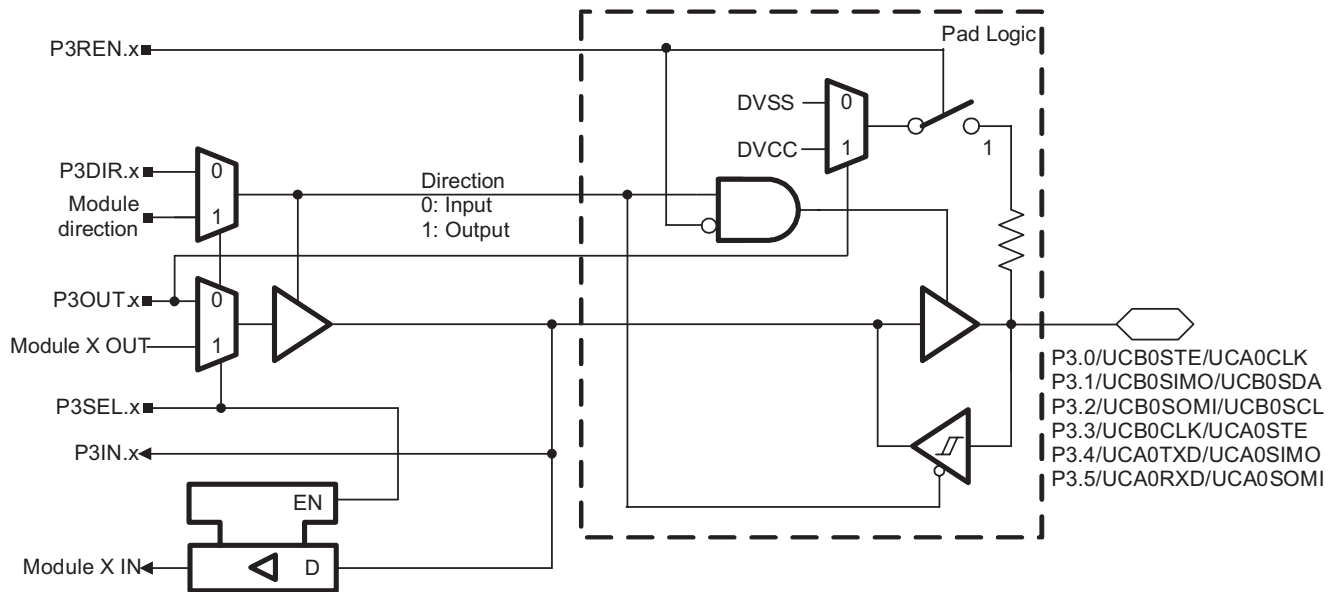 Pad Logic
P3REN.x
DVSS
0
DVCC
1
1
P3DIR.x
0
Module
direction
1
Direction
0: Input
1: Output
P3OUT.x
0
Module X OUT
1
P3.0/UCB0STE/UCA0CLK
P3.1/UCB0SIMO/UCB0SDA
P3.2/UCB0SOMI/UCB0SCL
P3.3/UCB0CLK/UCA0STE
P3.4/UCA0TXD/UCA0SIMO
P3.5/UCA0RXD/UCA0SOMI
P3SEL.x
P3IN.x
EN
Module X IN
D